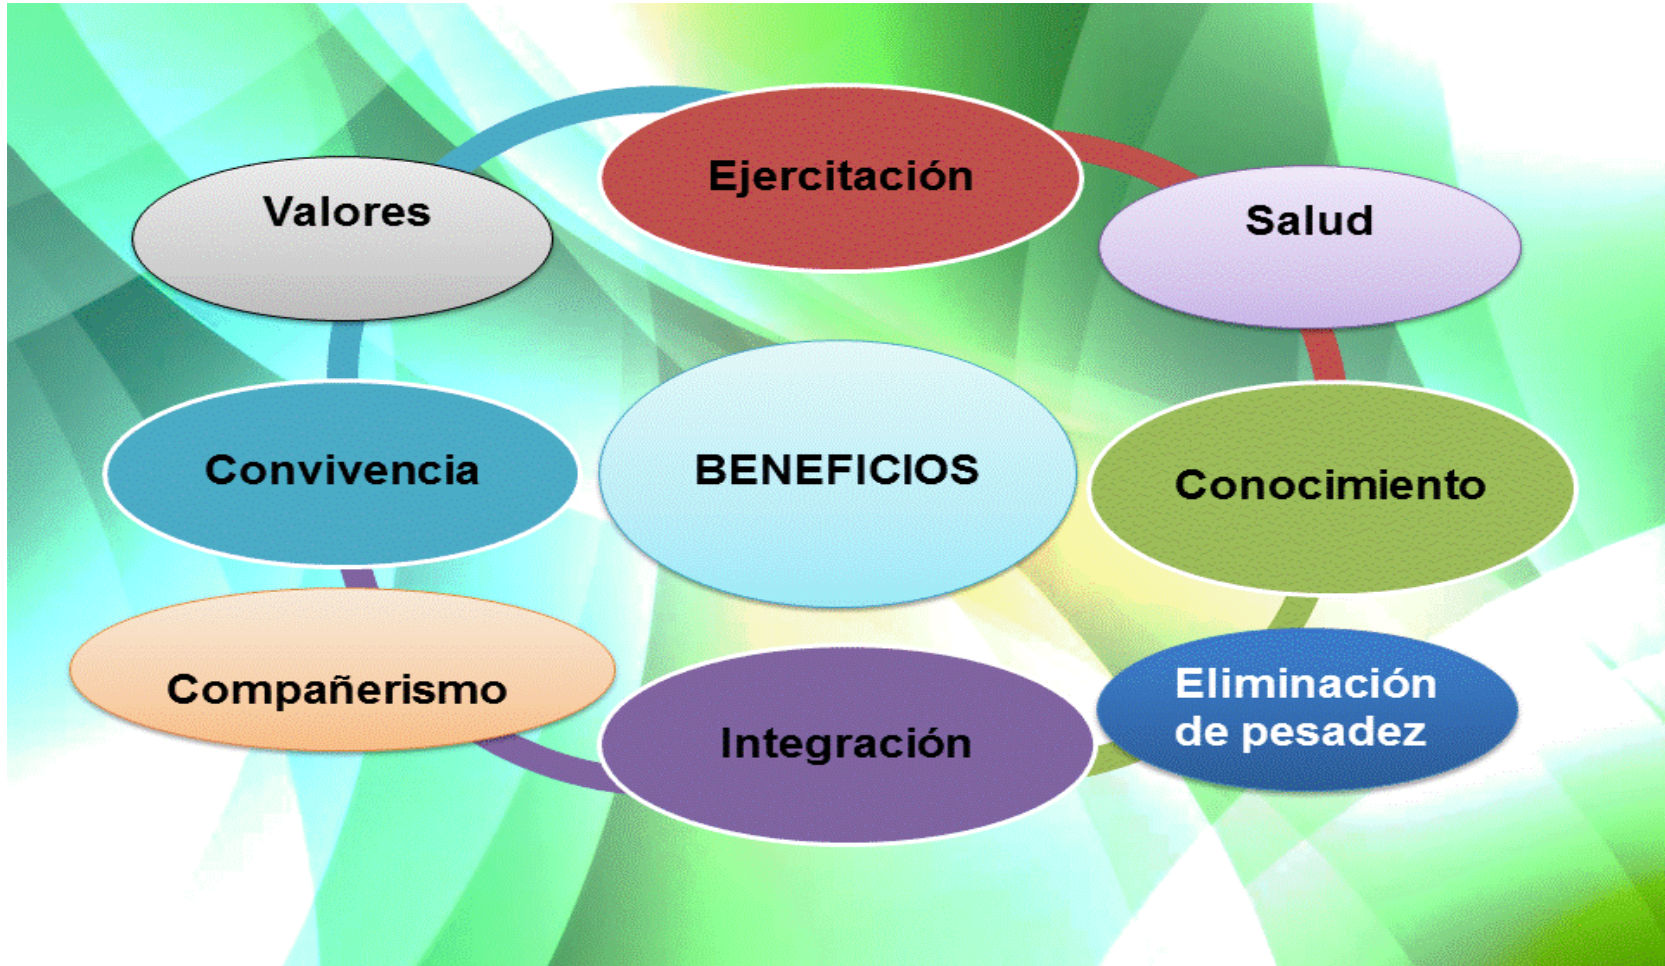 Ejercitación
Valores
Salud
Convivencia
BENEFICIOS
Conocimiento
Compañerismo
Integración
Eliminación
de pesadez